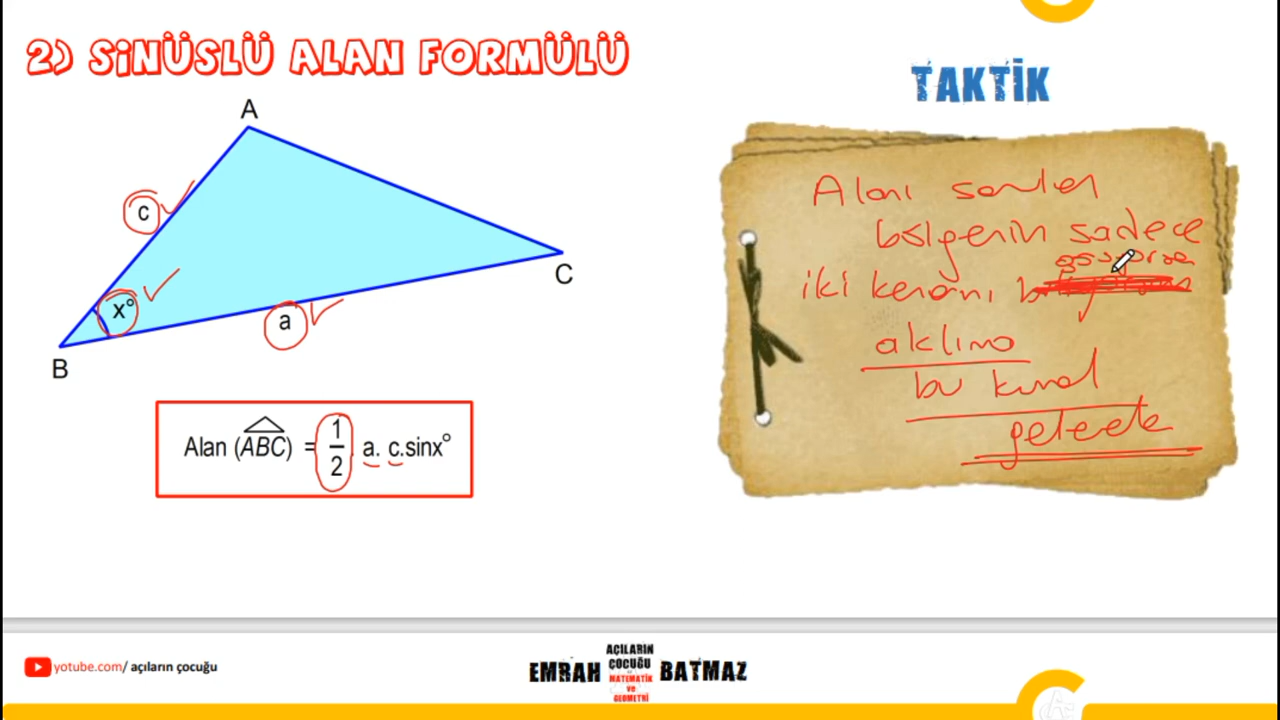 2) SİNÜSLÜ ALAN FORMÜLÜ
A
c
x°
a
B
C
Alan (ABC) = 1/2 a. c.sinx°
TAKTİK
Alanı sorulan
bölgenin sadece
iki kenarı görüyorsan
aklına
bu kural
gelecek
yotube.com/ açıların çocuğu
EMRAH AÇILARIN ÇOCUĞU MATEMATİK ve GEOMETRİ BATMAZ